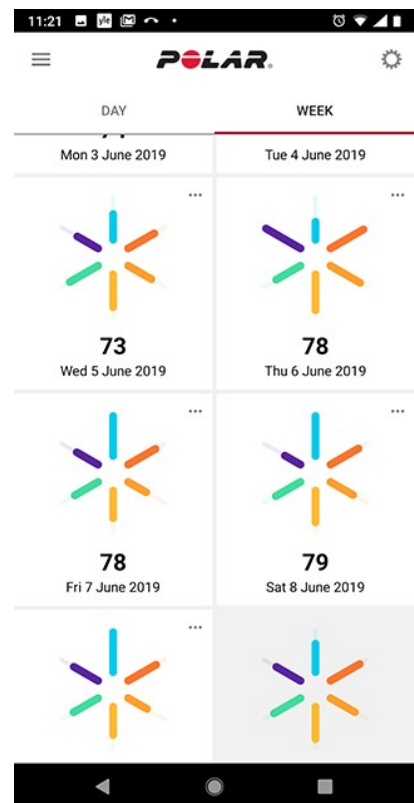 11:21
yle
POLAR.
DAY WEEK
Mon 3 June 2019 Tue 4 June 2019
73 78
Wed 5 June 2019 Thu 6 June 2019
78 79
Fri 7 June 2019 Sat 8 June 2019